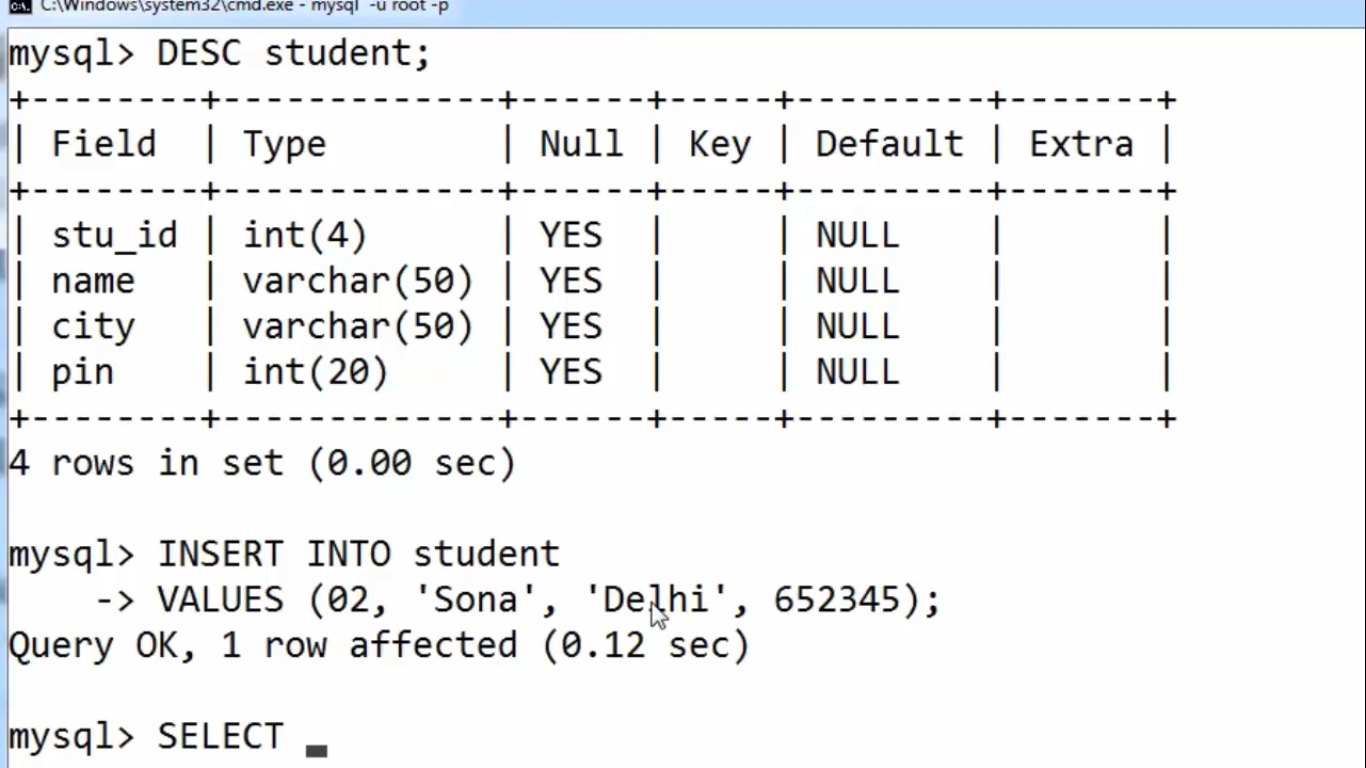 C:\Windows\system32\cmd.exe - mysql -u root -p
mysql> DESC student;
+--------+-------------+------+-----+---------+-------+
| Field  | Type        | Null | Key | Default | Extra |
+--------+-------------+------+-----+---------+-------+
| stu_id | int(4)      | YES  |     | NULL    |       |
| name   | varchar(50) | YES  |     | NULL    |       |
| city   | varchar(50) | YES  |     | NULL    |       |
| pin    | int(20)     | YES  |     | NULL    |       |
+--------+-------------+------+-----+---------+-------+
4 rows in set (0.00 sec)
mysql> INSERT INTO student
    -> VALUES (02, 'Sona', 'Delhi', 652345);
Query OK, 1 row affected (0.12 sec)
mysql> SELECT